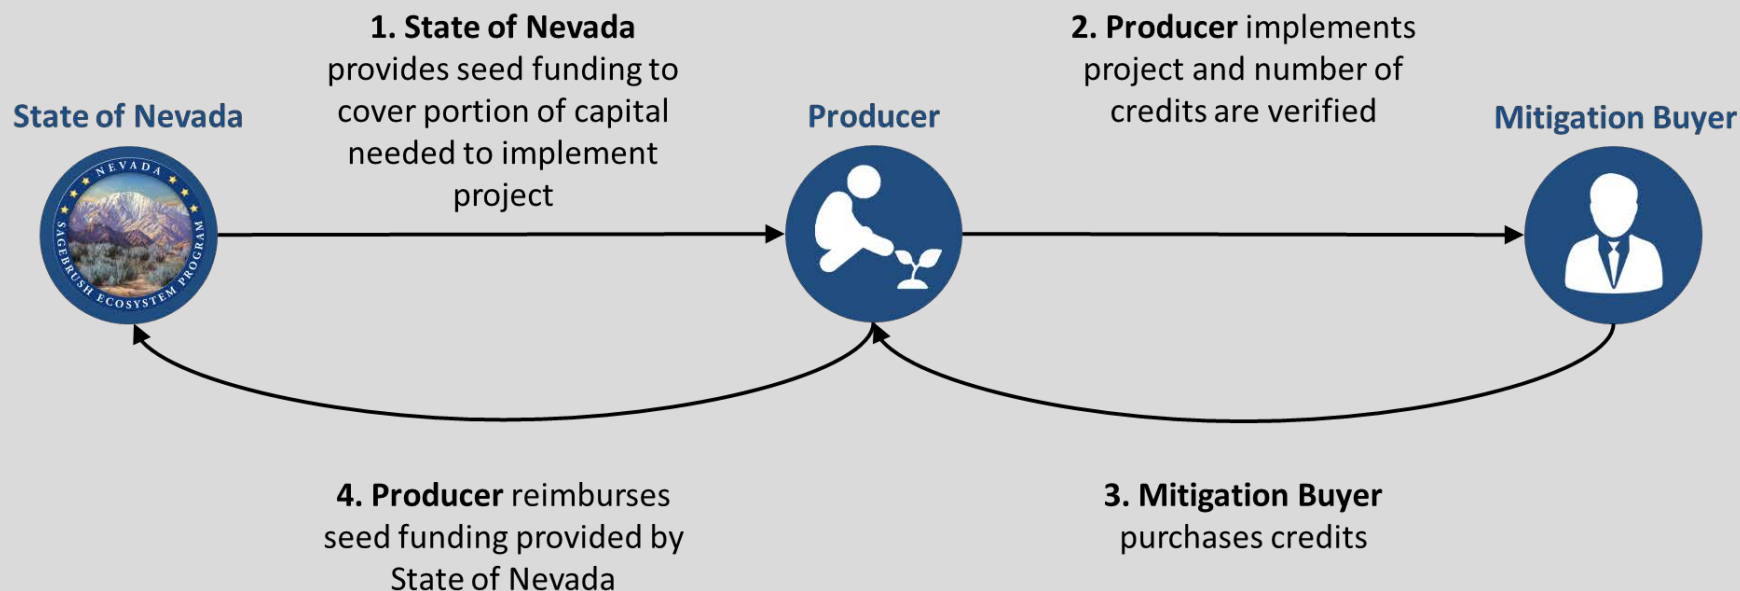 1. State of Nevada
provides seed funding to
cover portion of capital
needed to implement
project
2. Producer implements
project and number of
credits are verified
State of Nevada
Producer
Mitigation Buyer
NEVADA
SAGEBRUSH ECOSYSTEM PROGRAM
4. Producer reimburses
seed funding provided by
State of Nevada
3. Mitigation Buyer
purchases credits